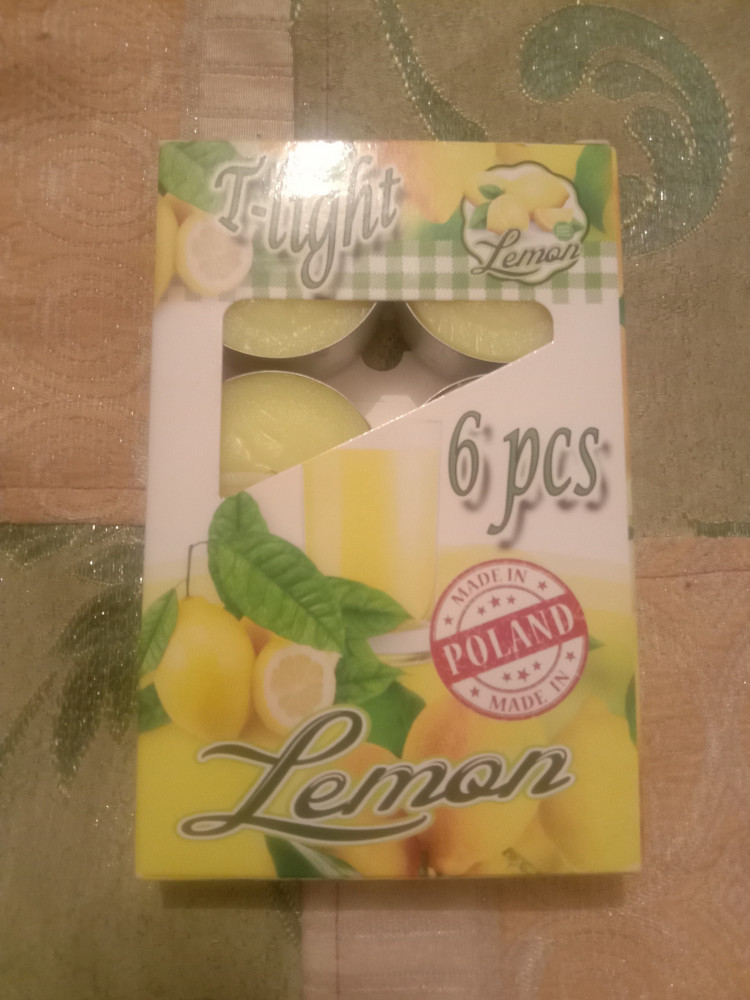 T-light
Lemon
6 pcs
MADE IN
POLAND
MADE IN
Lemon